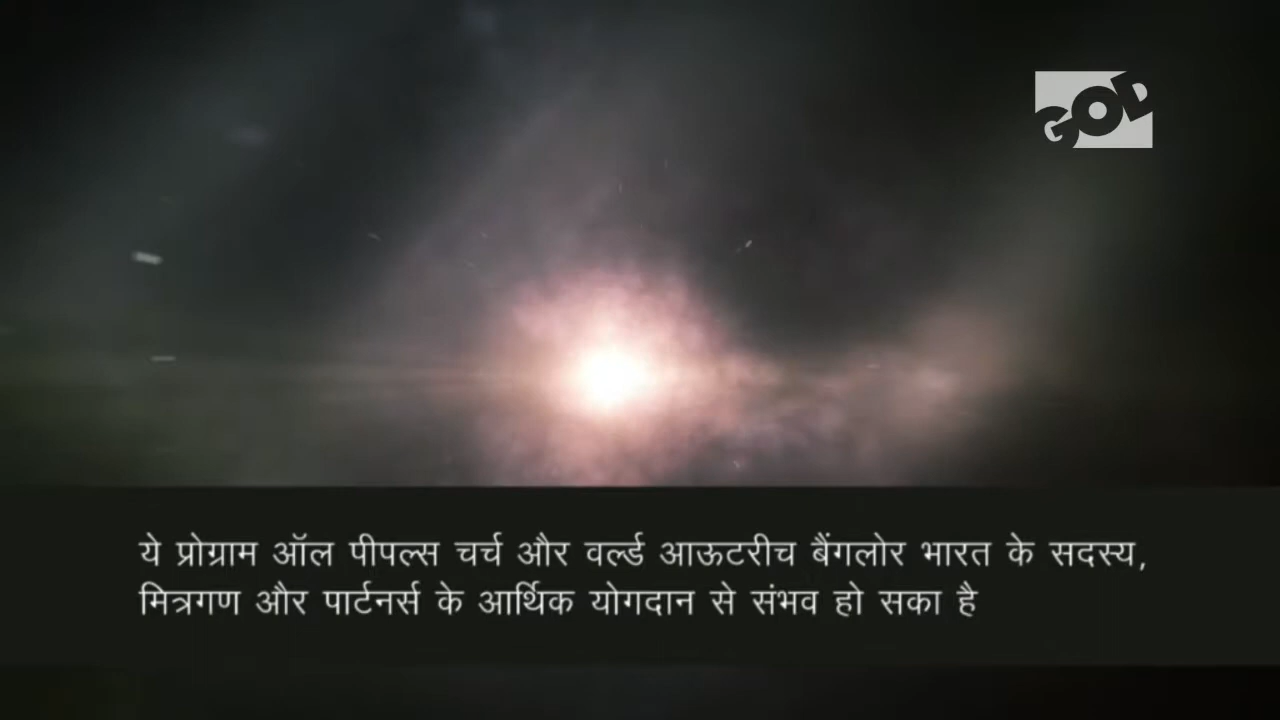 GOD
ये प्रोग्राम ऑल पीपल्स चर्च और वर्ल्ड आऊटरीच बैंगलोर भारत के सदस्य,
मित्रगण और पार्टनर्स के आर्थिक योगदान से संभव हो सका है